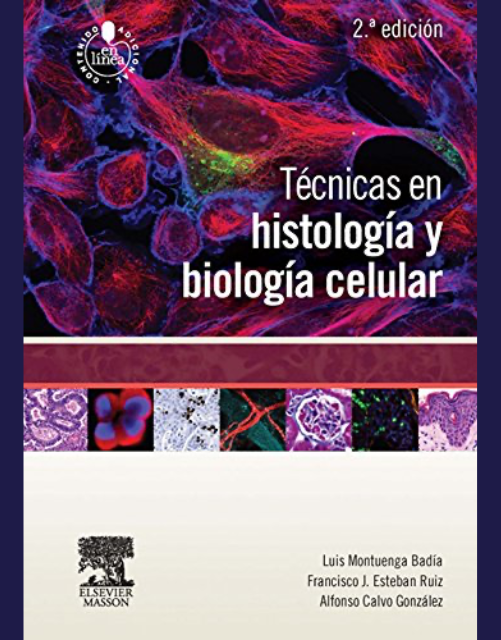 CONTENIDO ADICIONAL
en
línea
2.ª edición
Técnicas en
histología y
biología celular
Luis Montuenga Badía
Francisco J. Esteban Ruiz
Alfonso Calvo González
ELSEVIER
MASSON